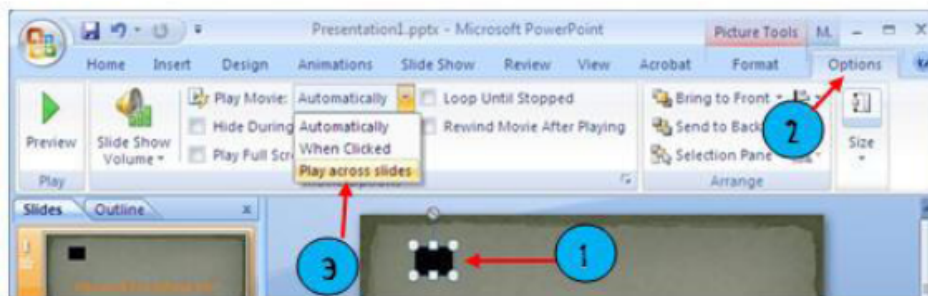 Presentation1.pptx - Microsoft PowerPoint
Picture Tools
M.
Home Insert Design Animations Slide Show Review View Acrobat Format Options
Play Movie: Automatically
Loop Until Stopped
Bring to Front
Hide During
Automatically
Rewind Movie After Playing
Send to Back
2
Preview
Slide Show
Volume
When Clicked
Size
Play Full Scr
Play across slides
Selection Pane
Play
Arrange
Slides Outline
3
1